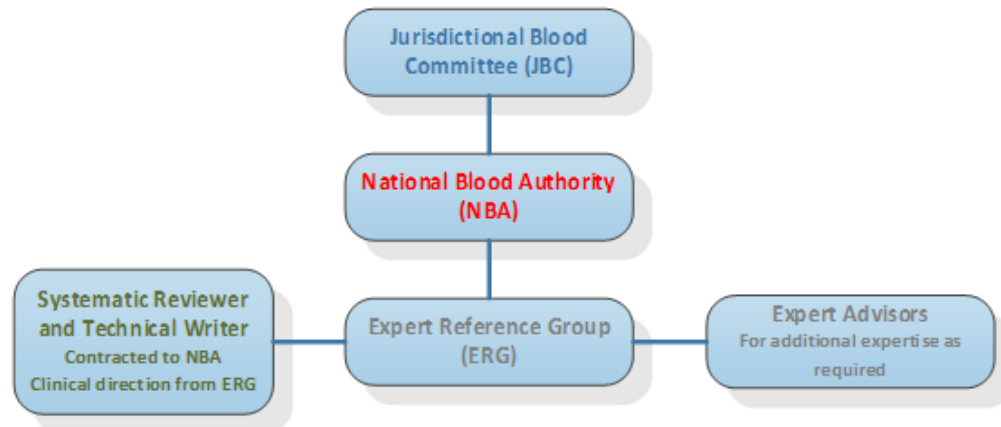 Jurisdictional Blood
Committee (JBC)
National Blood Authority
(NBA)
Systematic Reviewer
and Technical Writer
Contracted to NBA
Clinical direction from ERG
Expert Reference Group
(ERG)
Expert Advisors
For additional expertise as
required